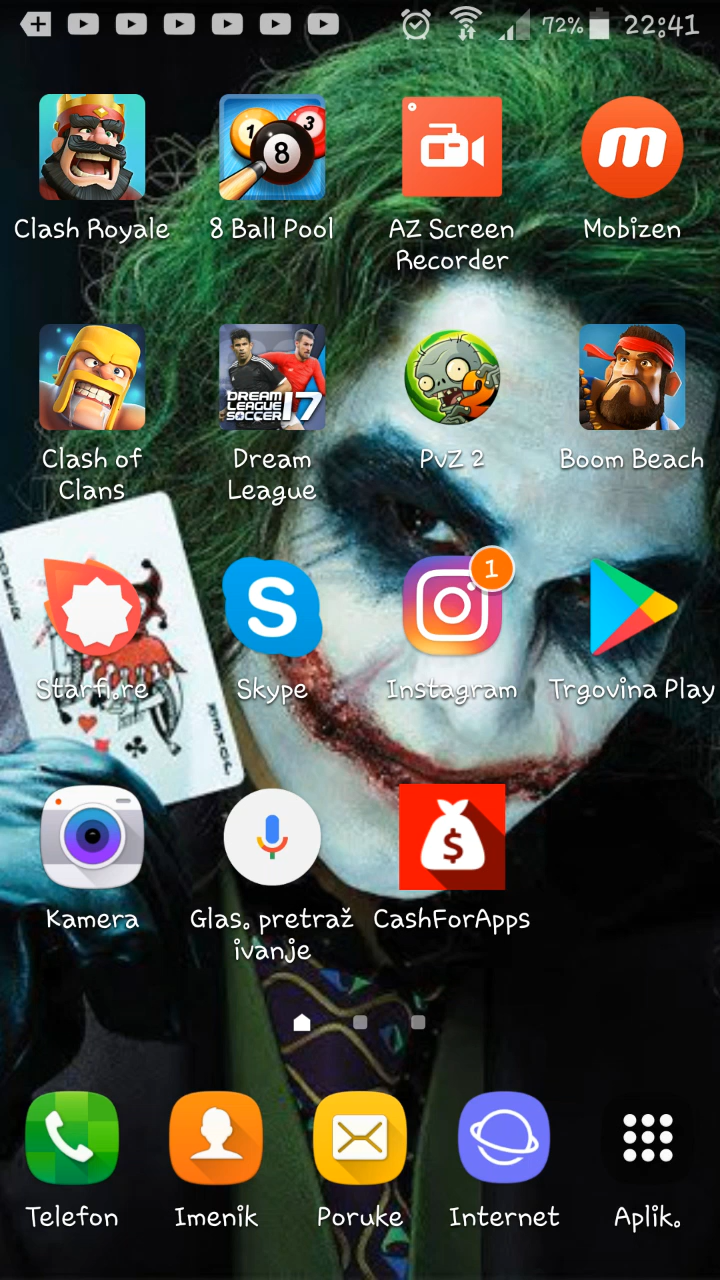 72% 22:41
1 3
8
m
Clash Royale 8 Ball Pool AZ Screen Mobizen
Recorder
DREAM
LEAGUE
SOCCER 17
Clash of Dream PvZ 2 Boom Beach
Clans League
JOKER
S 1
Starfi.re Skype Instagram Trgovina Play
JOKER
$
Kamera Glas. pretraž CashForApps
ivanje
Telefon Imenik Poruke Internet Aplik.